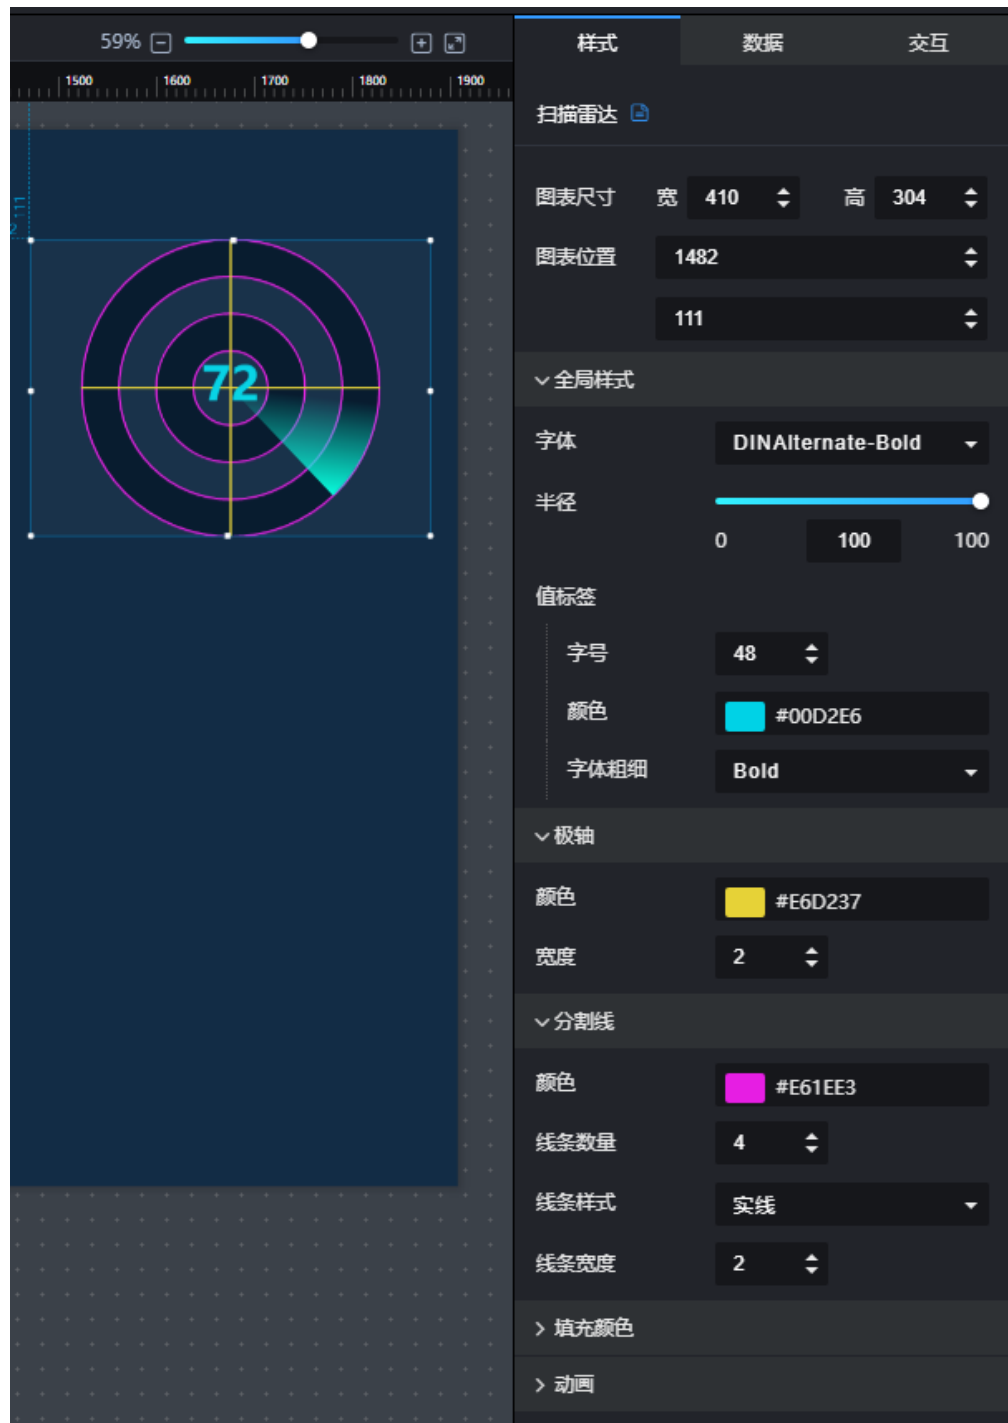 59%
样式 数据 交互
1500 1600 1700 1800 1900
扫描雷达
111
图表尺寸 宽 410 高 304
图表位置 1482
111
72
全局样式
字体 DINAlternate-Bold
半径
0 100 100
值标签
字号 48
颜色 #00D2E6
字体粗细 Bold
极轴
颜色 #E6D237
宽度 2
分割线
颜色 #E61EE3
线条数量 4
线条样式 实线
线条宽度 2
填充颜色
动画